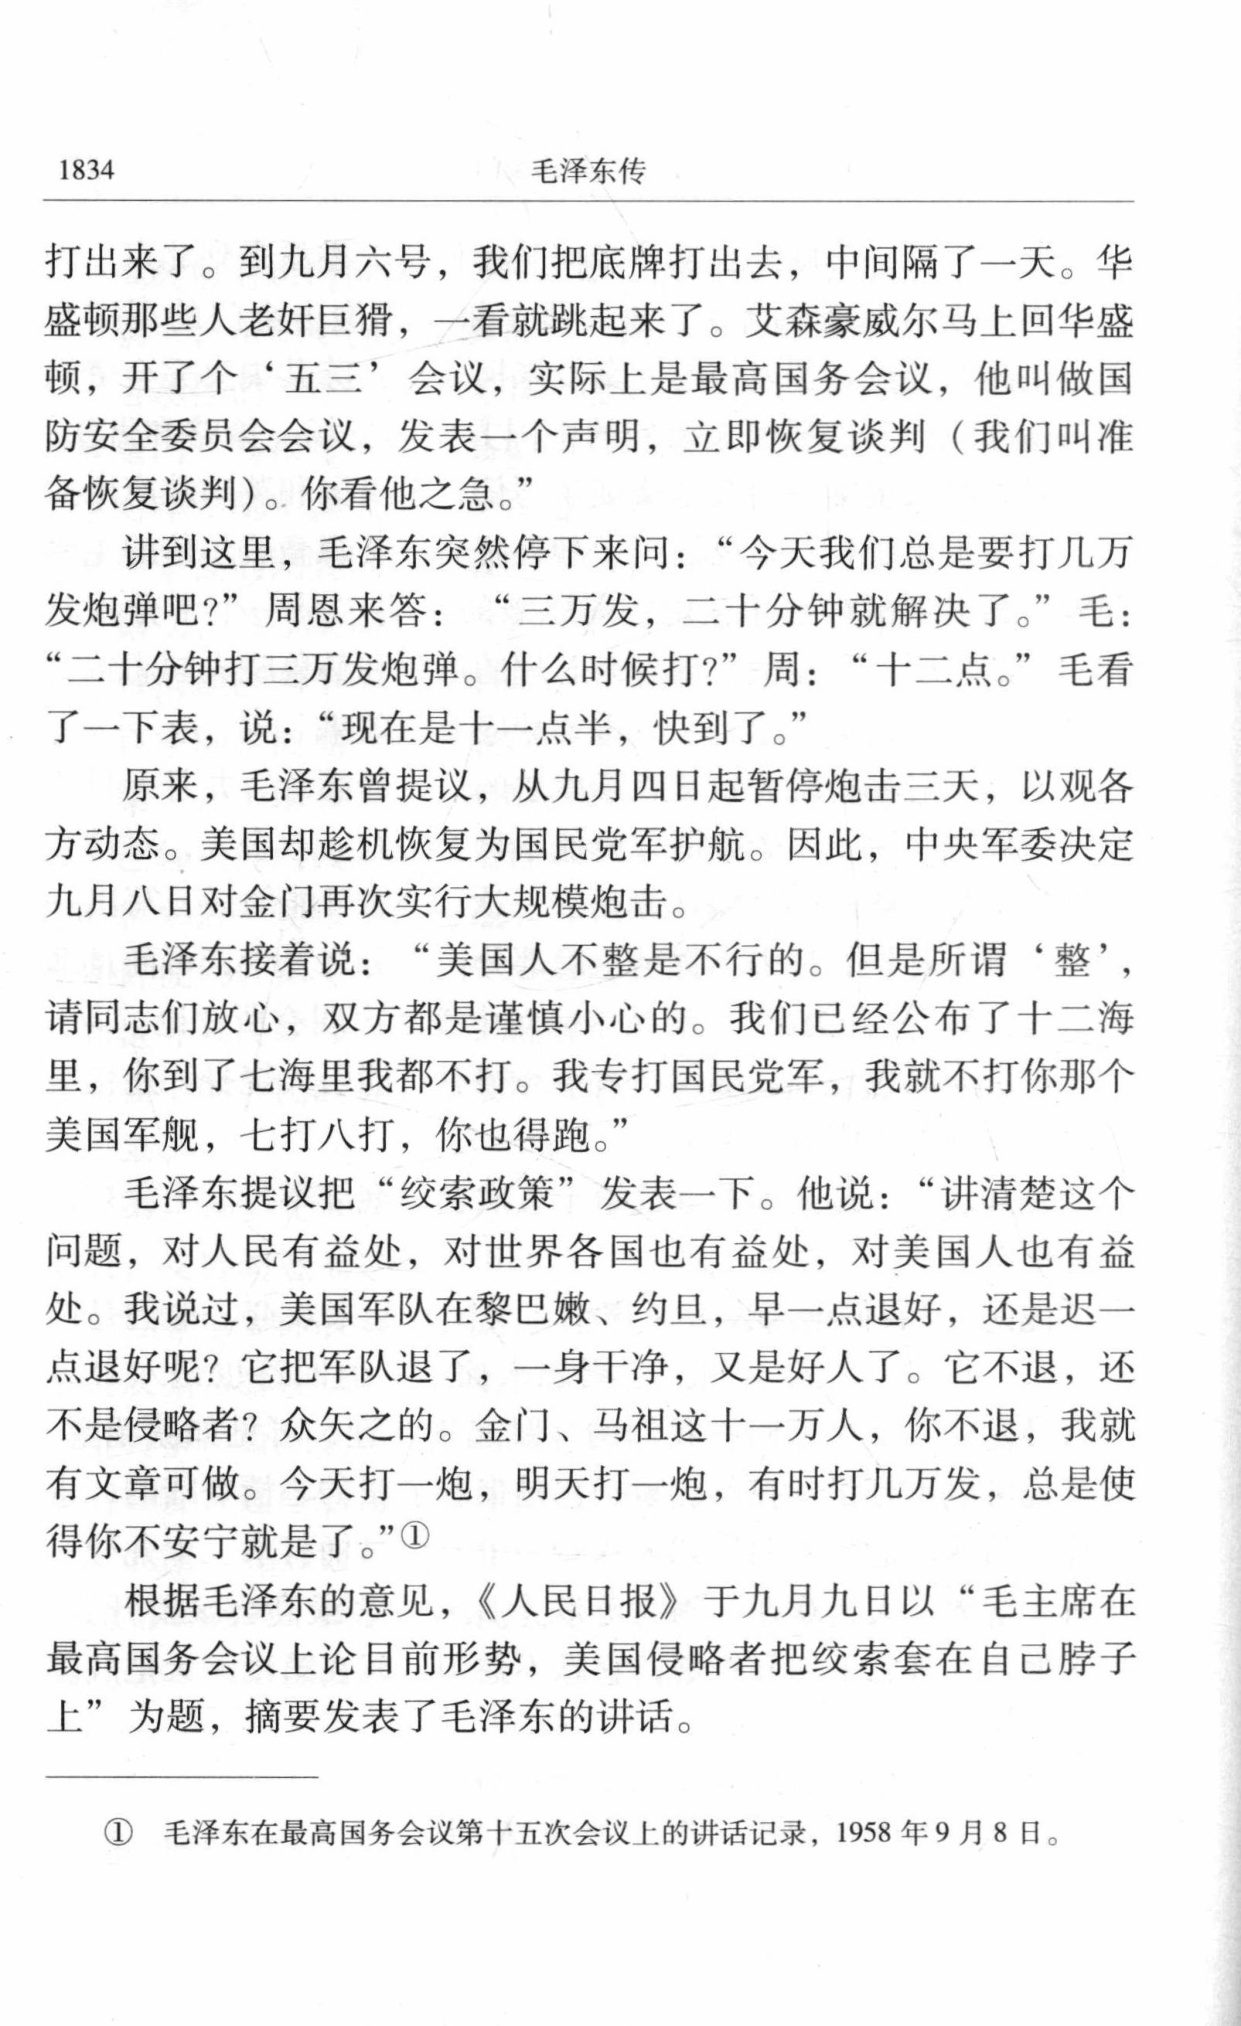 1834
毛泽东传
打出来了。到九月六号，我们把底牌打出去，中间隔了一天。华
盛顿那些人老奸巨猾，一看就跳起来了。艾森豪威尔马上回华盛
顿，开了个‘五三’会议，实际上是最高国务会议，他叫做国
防安全委员会会议，发表一个声明，立即恢复谈判（我们叫准
备恢复谈判）。你看他之急。”
讲到这里，毛泽东突然停下来问：“今天我们总是要打几万
发炮弹吧？”周恩来答：“三万发，二十分钟就解决了。”毛：
“二十分钟打三万发炮弹。什么时候打？”周：“十二点。”毛看
了一下表，说：“现在是十一点半，快到了。”
原来，毛泽东曾提议，从九月四日起暂停炮击三天，以观各
方动态。美国却趁机恢复为国民党军护航。因此，中央军委决定
九月八日对金门再次实行大规模炮击。
毛泽东接着说：“美国人不整是不行的。但是所谓‘整’，
请同志们放心，双方都是谨慎小心的。我们已经公布了十二海
里，你到了七海里我都不打。我专打国民党军，我就不打你那个
美国军舰，七打八打，你也得跑。”
毛泽东提议把“绞索政策”发表一下。他说：“讲清楚这个
问题，对人民有益处，对世界各国也有益处，对美国人也有益
处。我说过，美国军队在黎巴嫩、约旦，早一点退好，还是迟一
点退好呢？它把军队退了，一身干净，又是好人了。它不退，还
不是侵略者？众矢之的。金门、马祖这十一万人，你不退，我就
有文章可做。今天打一炮，明天打一炮，有时打几万发，总是使
得你不安宁就是了。”①
根据毛泽东的意见，《人民日报》于九月九日以“毛主席在
最高国务会议上论目前形势，美国侵略者把绞索套在自己脖子
上”为题，摘要发表了毛泽东的讲话。
① 毛泽东在最高国务会议第十五次会议上的讲话记录，1958年9月8日。